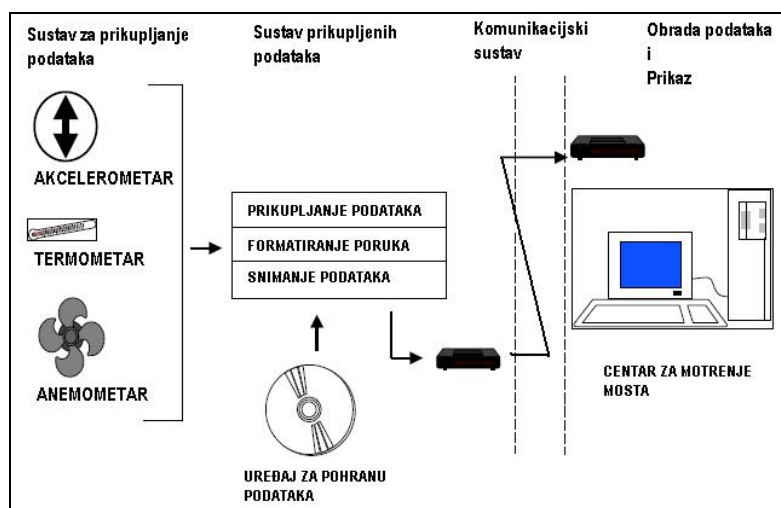 Sustav za prikupljanje
podataka
Sustav prikupljenih
podataka
Komunikacijski
sustav
Obrada podataka
i
Prikaz
AKCELEROMETAR
TERMOMETAR
ANEMOMETAR
PRIKUPLJANJE PODATAKA
FORMATIRANJE PORUKA
SNIMANJE PODATAKA
UREĐAJ ZA POHRANU
PODATAKA
CENTAR ZA MOTRENJE
MOSTA